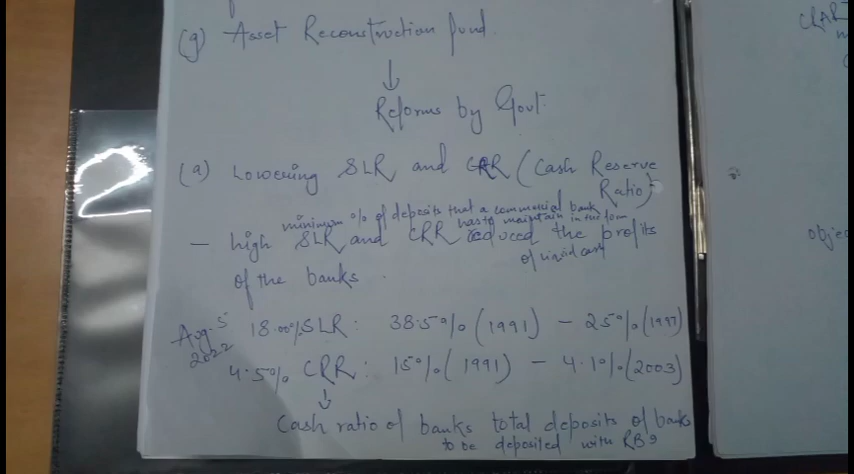 (g) Asset Reconstruction fund.
↓
Reforms by Govt.
(a) Lowering SLR and CRR (Cash Reserve
Ratio)
minimum % of deposits that a commercial bank
has to maintain in the form
- high SLR and CRR reduced the profits
of liquid cash
of the banks.
Aug. 5 18.00% SLR: 38.5% (1991) - 25% (1997)
2022
4.5% CRR: 15% (1991) - 4.1% (2003)
↓
Cash ratio of banks total deposits of banks
to be deposited with RBI
CRAR
objec